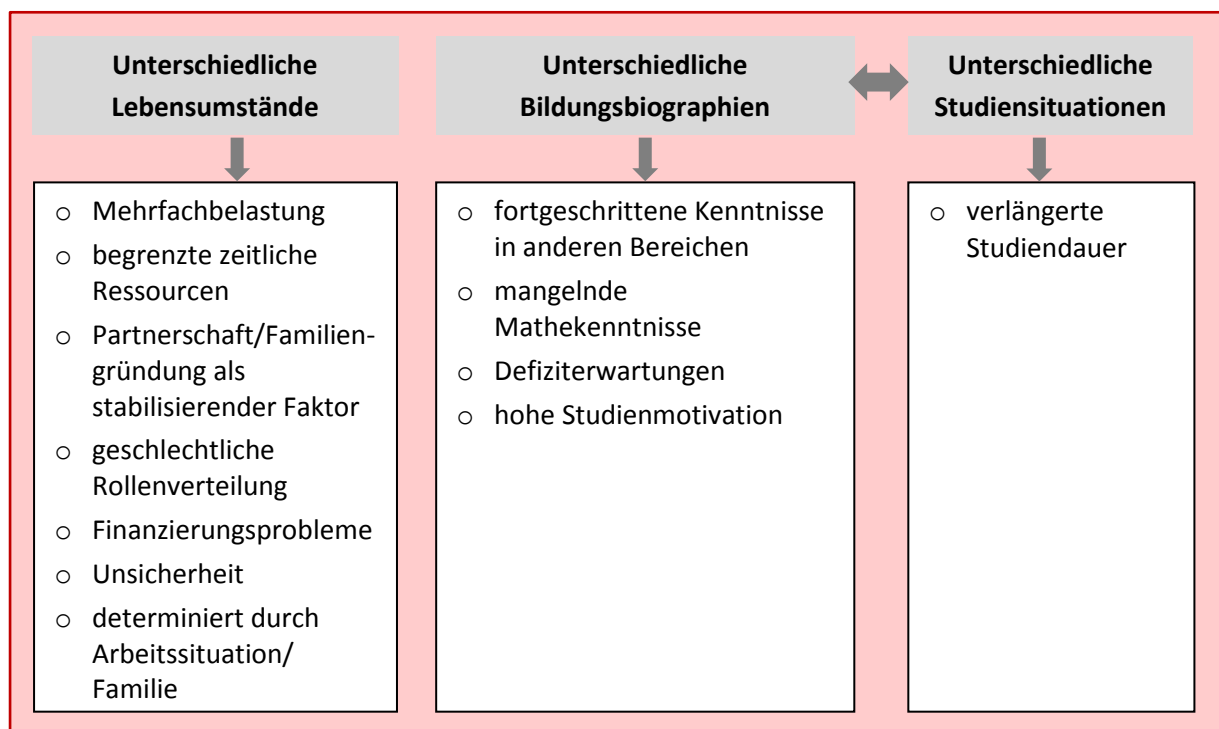 Unterschiedliche
Lebensumstände
Unterschiedliche
Bildungsbiographien
Unterschiedliche
Studiensituationen
o Mehrfachbelastung
o begrenzte zeitliche
Ressourcen
o Partnerschaft/Familien-
gründung als
stabilisierender Faktor
o geschlechtliche
Rollenverteilung
o Finanzierungsprobleme
o Unsicherheit
o determiniert durch
Arbeitssituation/
Familie
o fortgeschrittene Kenntnisse
in anderen Bereichen
o mangelnde
Mathekenntnisse
o Defiziterwartungen
o hohe Studienmotivation
o verlängerte
Studiendauer